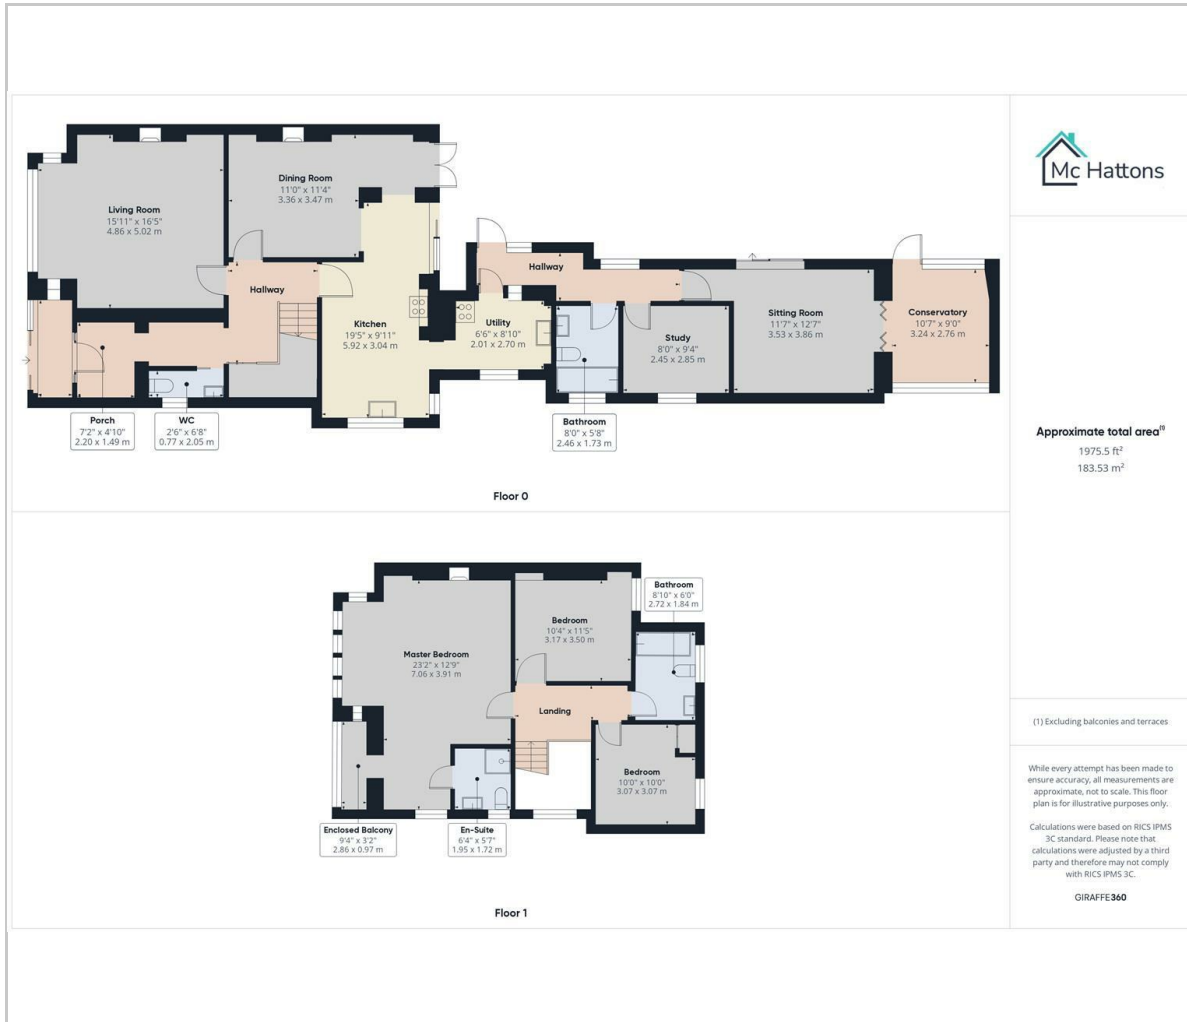 Living Room
15'11" x 16'5"
4.86 x 5.02 m
Dining Room
11'0" x 11'4"
3.36 x 3.47 m
Hallway
Kitchen
19'5" x 9'11"
5.92 x 3.04 m
Hallway
Utility
6'6" x 8'10"
2.01 x 2.70 m
Study
8'0" x 9'4"
2.45 x 2.85 m
Sitting Room
11'7" x 12'7"
3.53 x 3.86 m
Conservatory
10'7" x 9'0"
3.24 x 2.76 m
Porch
7'2" x 4'10"
2.20 x 1.49 m
WC
2'6" x 6'8"
0.77 x 2.05 m
Bathroom
8'0" x 5'8"
2.46 x 1.73 m
Floor 0
Master Bedroom
23'2" x 12'9"
7.06 x 3.91 m
Bedroom
10'4" x 11'5"
3.17 x 3.50 m
Bathroom
8'10" x 6'0"
2.72 x 1.84 m
Landing
Bedroom
10'0" x 10'0"
3.07 x 3.07 m
Enclosed Balcony
9'4" x 3'2"
2.86 x 0.97 m
En-Suite
6'4" x 5'7"
1.95 x 1.72 m
Floor 1
Mc Hattons
Approximate total area(1)
1975.5 ft²
183.53 m²
(1) Excluding balconies and terraces
While every attempt has been made to
ensure accuracy, all measurements are
approximate, not to scale. This floor
plan is for illustrative purposes only.
Calculations were based on RICS IPMS
3C standard. Please note that
calculations were adjusted by a third
party and therefore may not comply
with RICS IPMS 3C.
GIRAFFE360